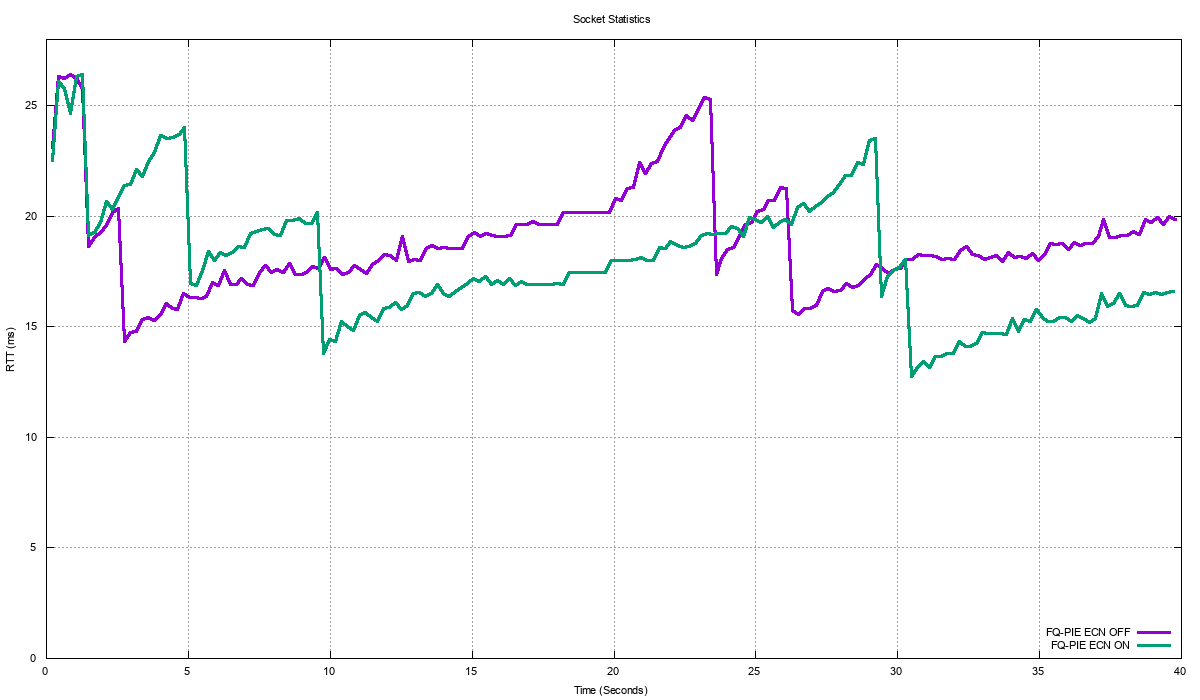 Socket Statistics
25
20
15
10
5
0
RTT (ms)
0 5 10 15 20 25 30 35 40
Time (Seconds)
FQ-PIE ECN OFF
FQ-PIE ECN ON